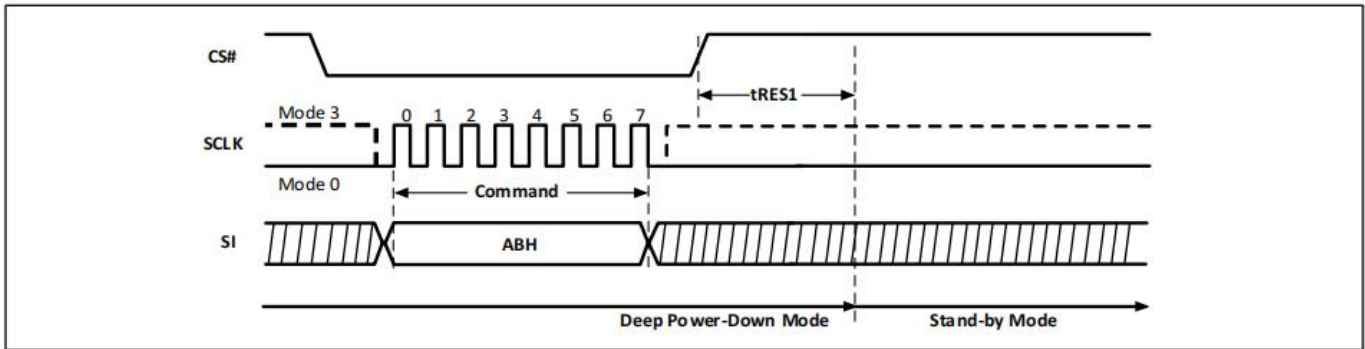 CS#
tRES1
Mode 3
0 1 2 3 4 5 6 7
SCLK
Mode 0
Command
SI
ABH
Deep Power-Down Mode
Stand-by Mode